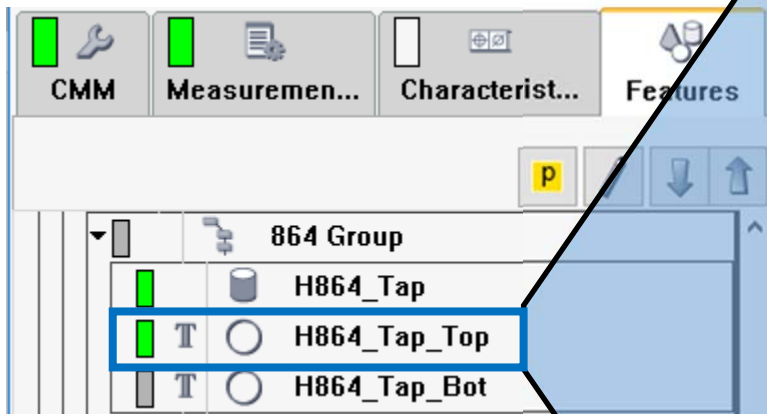 CMM Measuremen... Characterist... Features
P
864 Group
H864_Tap
T H864_Tap_Top
T H864_Tap_Bot